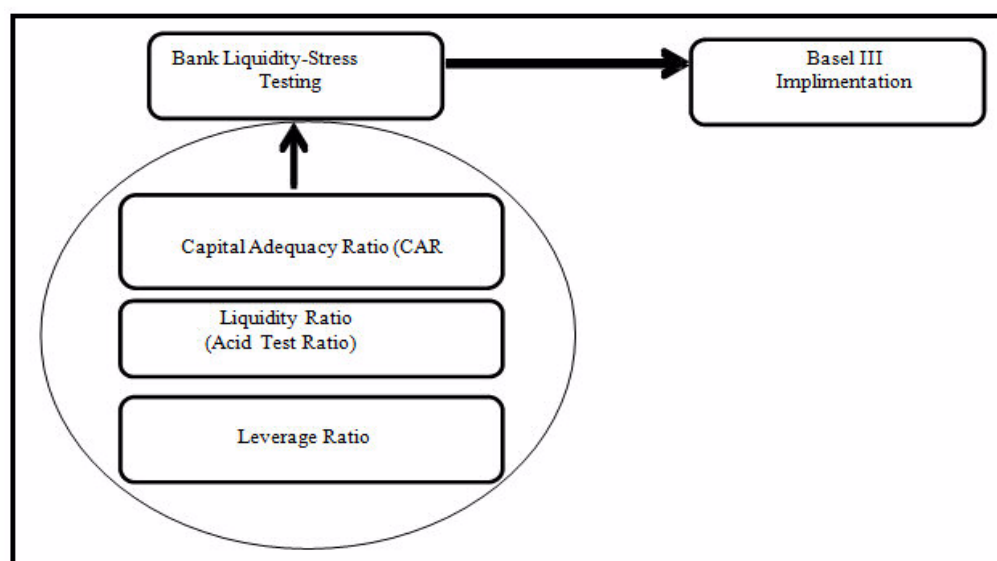 Bank Liquidity-Stress
Testing
Basel III
Implimentation
Capital Adequacy Ratio (CAR
Liquidity Ratio
(Acid Test Ratio)
Leverage Ratio